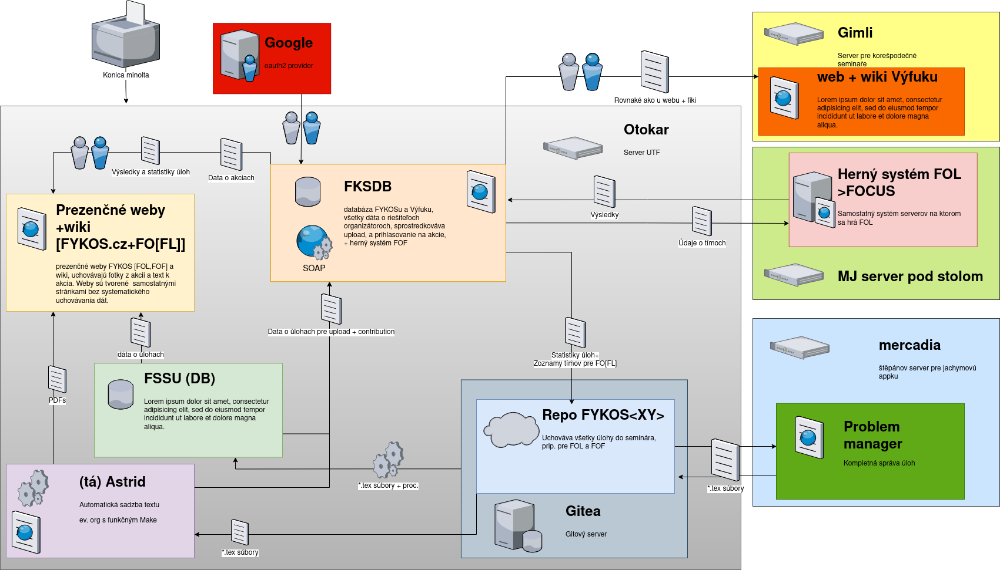 Konica minolta
Google
oauth2 provider
Rovnaké ako u webu + fiki
Gimli
Server pre korešpodečné
seminaře
web + wiki Výfuku
Lorem ipsum dolor sit amet, consectetur
adipisicing elit, sed do eiusmod tempor
incididunt ut labore et dolore magna
aliqua.
Otokar
Server UTF
Výsledky a statistiky úloh
Data o akciach
FKSDB
databáza FYKOSu a Výfuku,
všetky dáta o riešiteľoch
organizátoroch, sprostredkováva
upload, a prihlasovanie na akcie,
+ herný systém FOF
SOAP
Výsledky
Údaje o tímoch
Herný systém FOL
>FOCUS
Samostatný systém serverov na ktorom
sa hrá FOL
MJ server pod stolom
Prezenčné weby
+wiki
[FYKOS.cz+FO[FL]]
prezenčné weby FYKOS [FOL,FOF] a
wiki, uchovávajú fotky z akcii a text k
akcia. Weby sú tvorené  samostatnými
stránkami bez systematického
uchovávania dát.
Data o úlohach pre upload + contribution
dáta o úlohach
PDFs
Statistiky úloh+
Zoznamy tímov pre FO[FL]
FSSU (DB)
Lorem ipsum dolor sit amet, consectetur
adipisicing elit, sed do eiusmod tempor
incididunt ut labore et dolore magna
aliqua.
mercadia
štěpánov server pre jachymovú
appku
Repo FYKOS<XY>
Uchováva všetky úlohy do seminára,
prip. pre FOL a FOF
Problem
manager
Kompletná správa úloh
*.tex súbory + proc.
*.tex súbory
(tá) Astrid
Automatická sadzba textu
ev. org s funkčným Make
Gitea
Gitový server
*.tex súbory